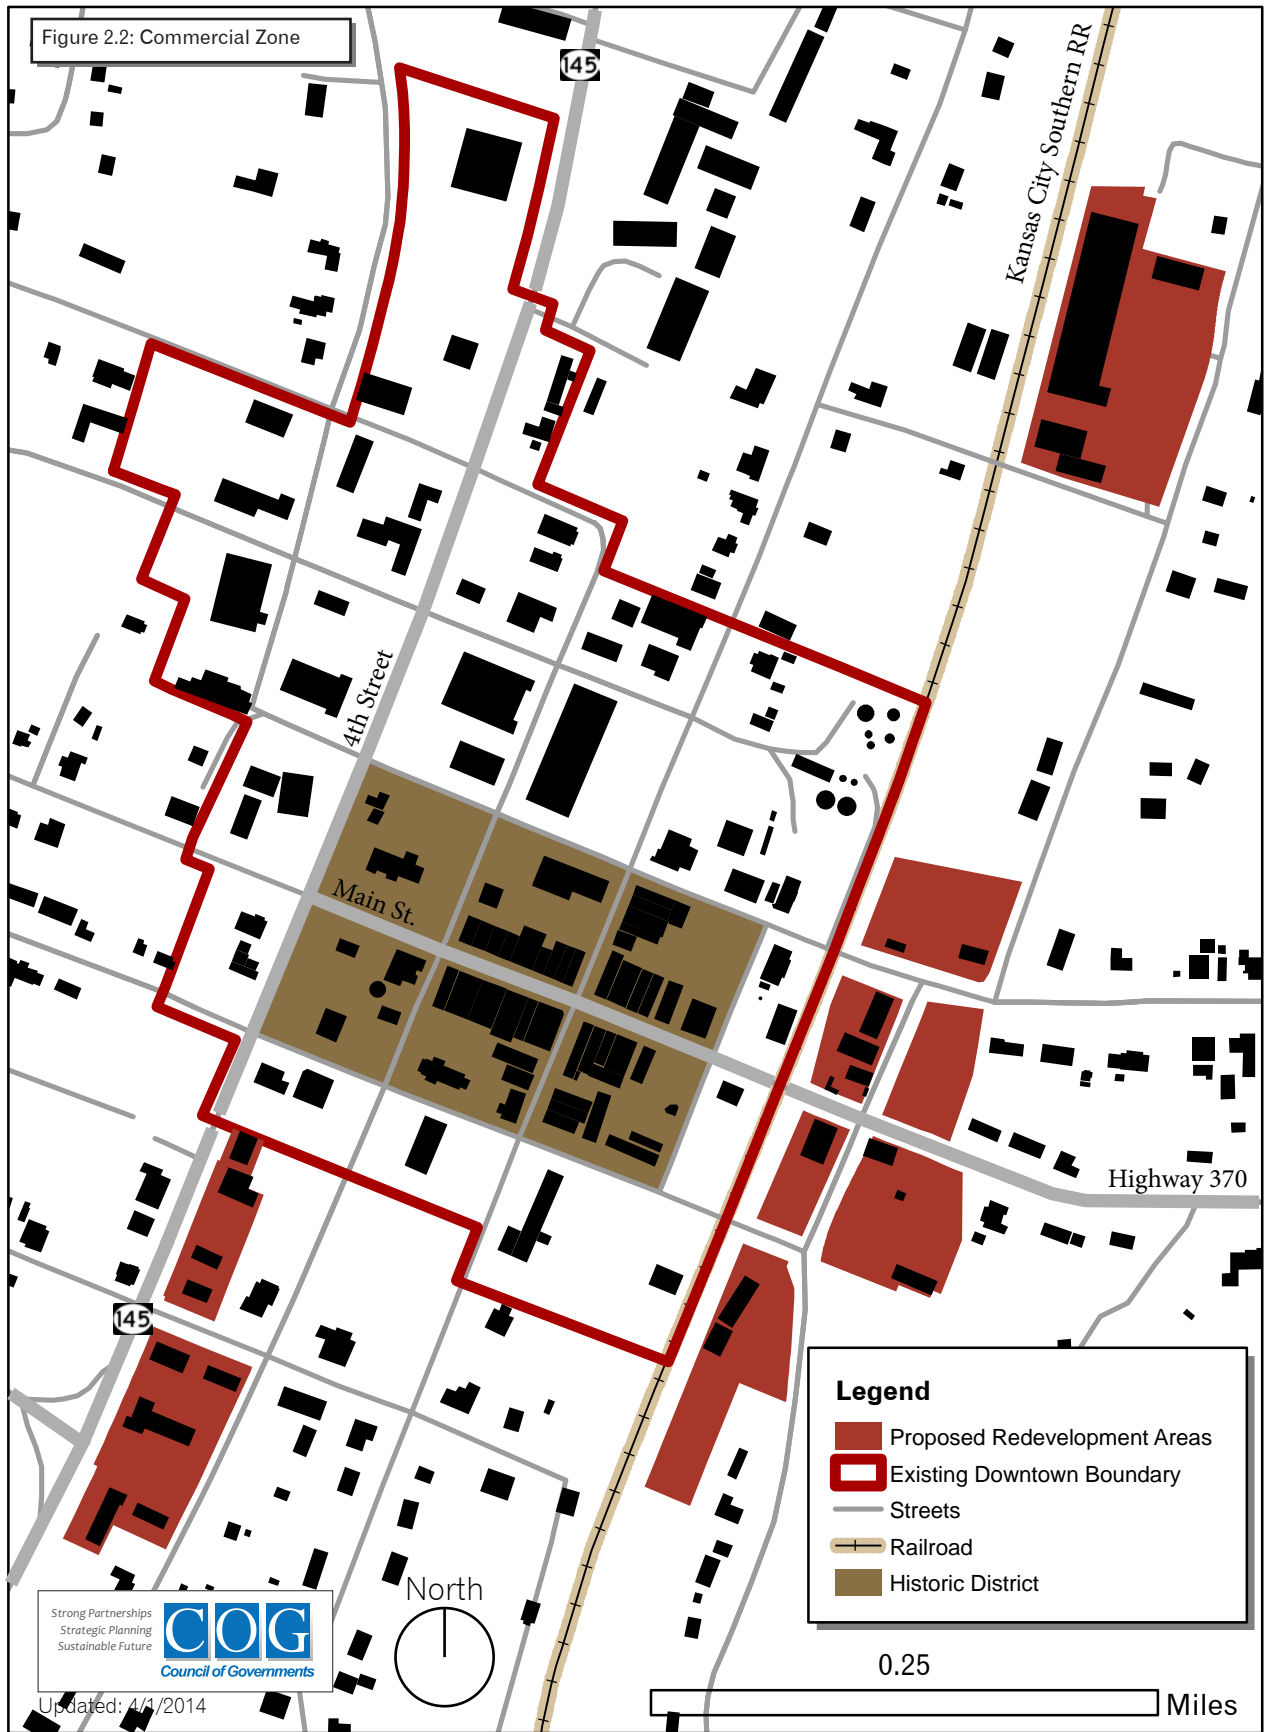 Figure 2.2: Commercial Zone
145
Kansas City Southern RR
4th Street
Main St.
Highway 370
145
Legend
Proposed Redevelopment Areas
Existing Downtown Boundary
Streets
Railroad
Historic District
North
Strong Partnerships
Strategic Planning
Sustainable Future
COG
Council of Governments
Updated: 4/1/2014
0.25
Miles